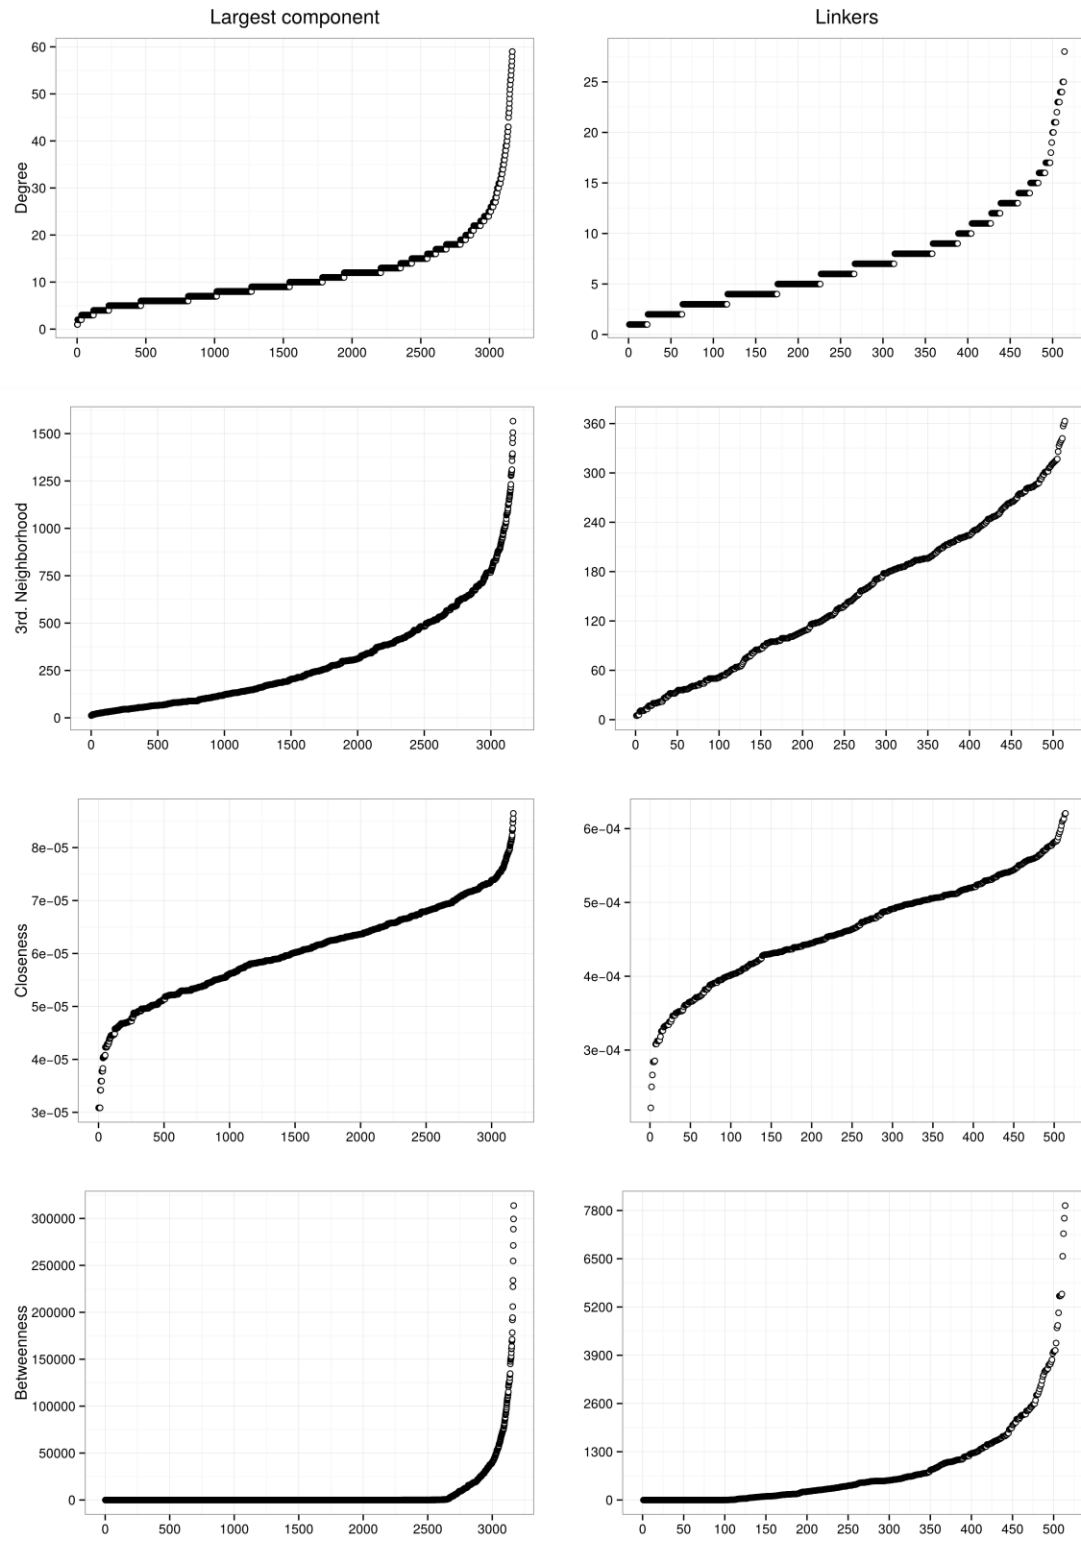 Largest component
Linkers
Degree
60
50
40
30
20
10
0
0 500 1000 1500 2000 2500 3000
25
20
15
10
5
0
0 50 100 150 200 250 300 350 400 450 500
3rd. Neighborhood
1500
1250
1000
750
500
250
0
0 500 1000 1500 2000 2500 3000
360
300
240
180
120
60
0
0 50 100 150 200 250 300 350 400 450 500
Closeness
8e−05
7e−05
6e−05
5e−05
4e−05
3e−05
0 500 1000 1500 2000 2500 3000
6e−04
5e−04
4e−04
3e−04
0 50 100 150 200 250 300 350 400 450 500
Betweenness
300000
250000
200000
150000
100000
50000
0
0 500 1000 1500 2000 2500 3000
7800
6500
5200
3900
2600
1300
0
0 50 100 150 200 250 300 350 400 450 500